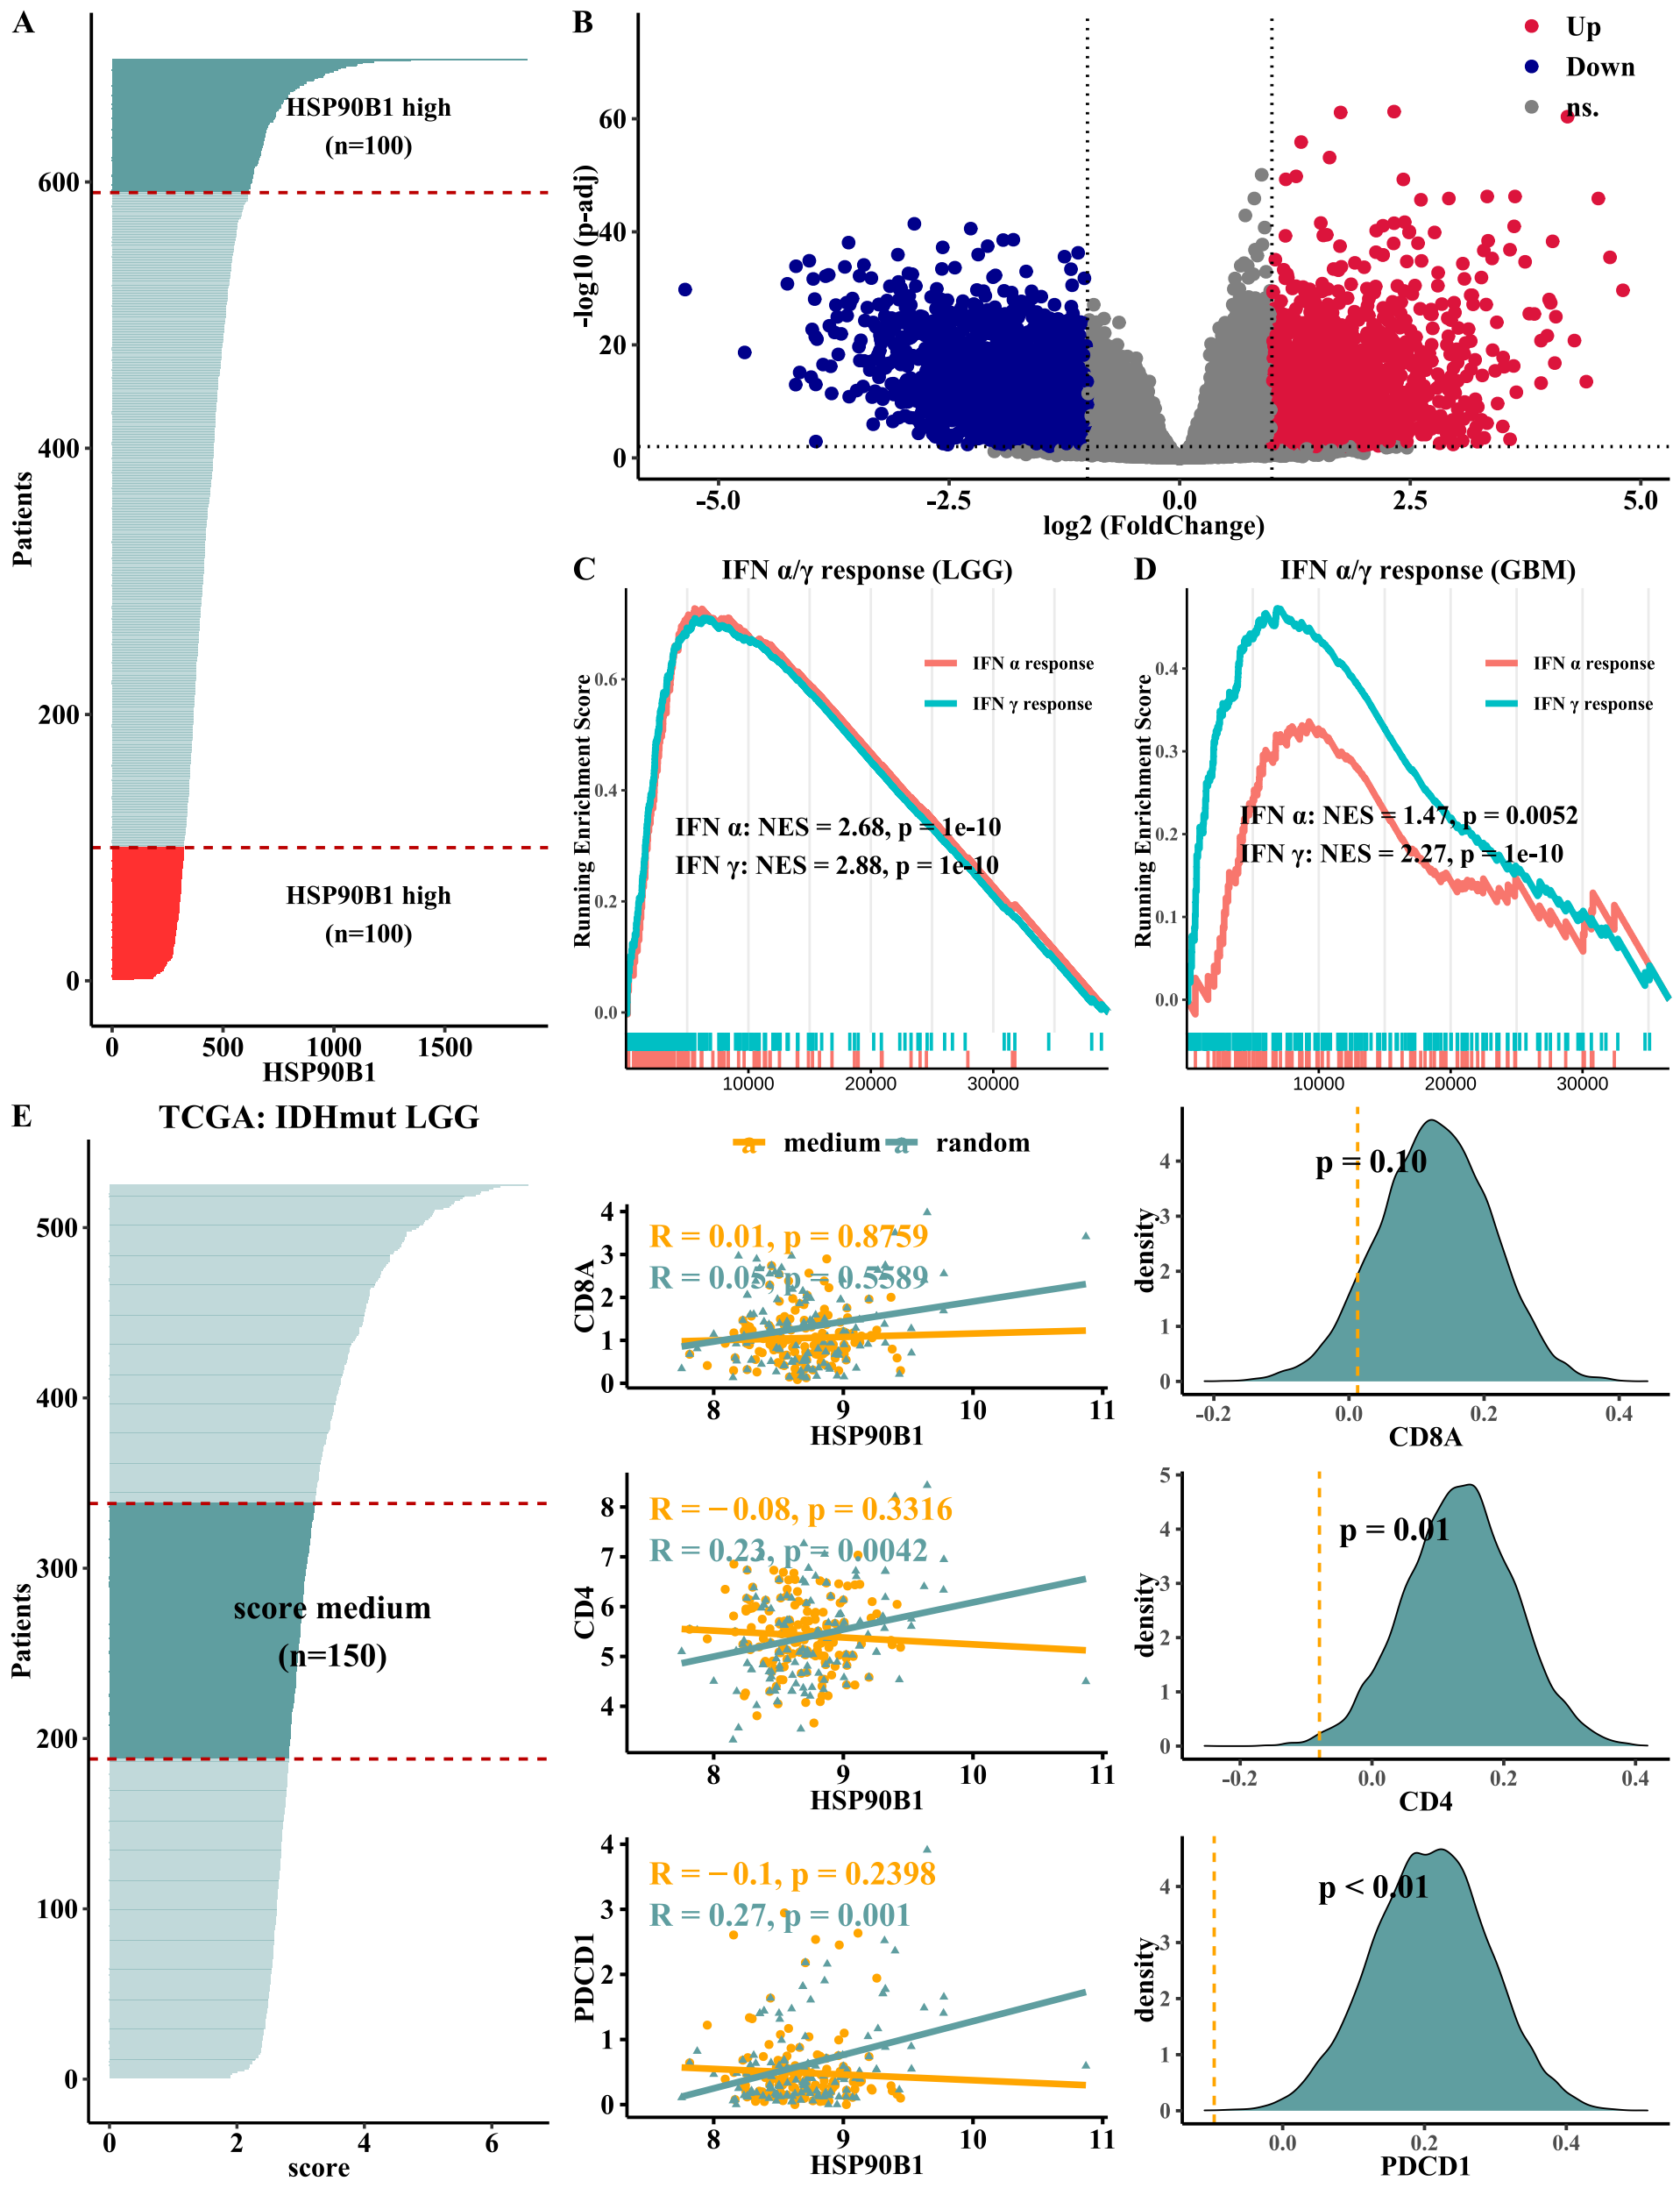 A
Patients
600
400
200
0
HSP90B1 high
(n=100)
HSP90B1 high
(n=100)
0 500 1000 1500
HSP90B1
B
Up
Down
ns.
-log10 (p-adj)
60
40
20
0
-5.0 -2.5 0.0 2.5 5.0
log2 (FoldChange)
C
IFN α/γ response (LGG)
Running Enrichment Score
0.6
0.4
0.2
0.0
IFN α response
IFN γ response
IFN α: NES = 2.68, p = 1e-10
IFN γ: NES = 2.88, p = 1e-10
10000 20000 30000
D
IFN α/γ response (GBM)
Running Enrichment Score
0.4
0.3
0.2
0.1
0.0
IFN α response
IFN γ response
IFN α: NES = 1.47, p = 0.0052
IFN γ: NES = 2.27, p = 1e-10
10000 20000 30000
E
TCGA: IDHmut LGG
Patients
500
400
300
200
100
0
score medium
(n=150)
0 2 4 6
score
a medium a random
CD8A
4
3
2
1
0
R = 0.01, p = 0.8759
R = 0.05, p = 0.5589
8 9 10 11
HSP90B1
density
4
3
2
1
0
p = 0.10
-0.2 0.0 0.2 0.4
CD8A
CD4
8
7
6
5
4
R = −0.08, p = 0.3316
R = 0.23, p = 0.0042
8 9 10 11
HSP90B1
density
5
4
3
2
1
0
p = 0.01
-0.2 0.0 0.2 0.4
CD4
PDCD1
4
3
2
1
0
R = −0.1, p = 0.2398
R = 0.27, p = 0.001
8 9 10 11
HSP90B1
density
4
3
2
1
0
p < 0.01
0.0 0.2 0.4
PDCD1